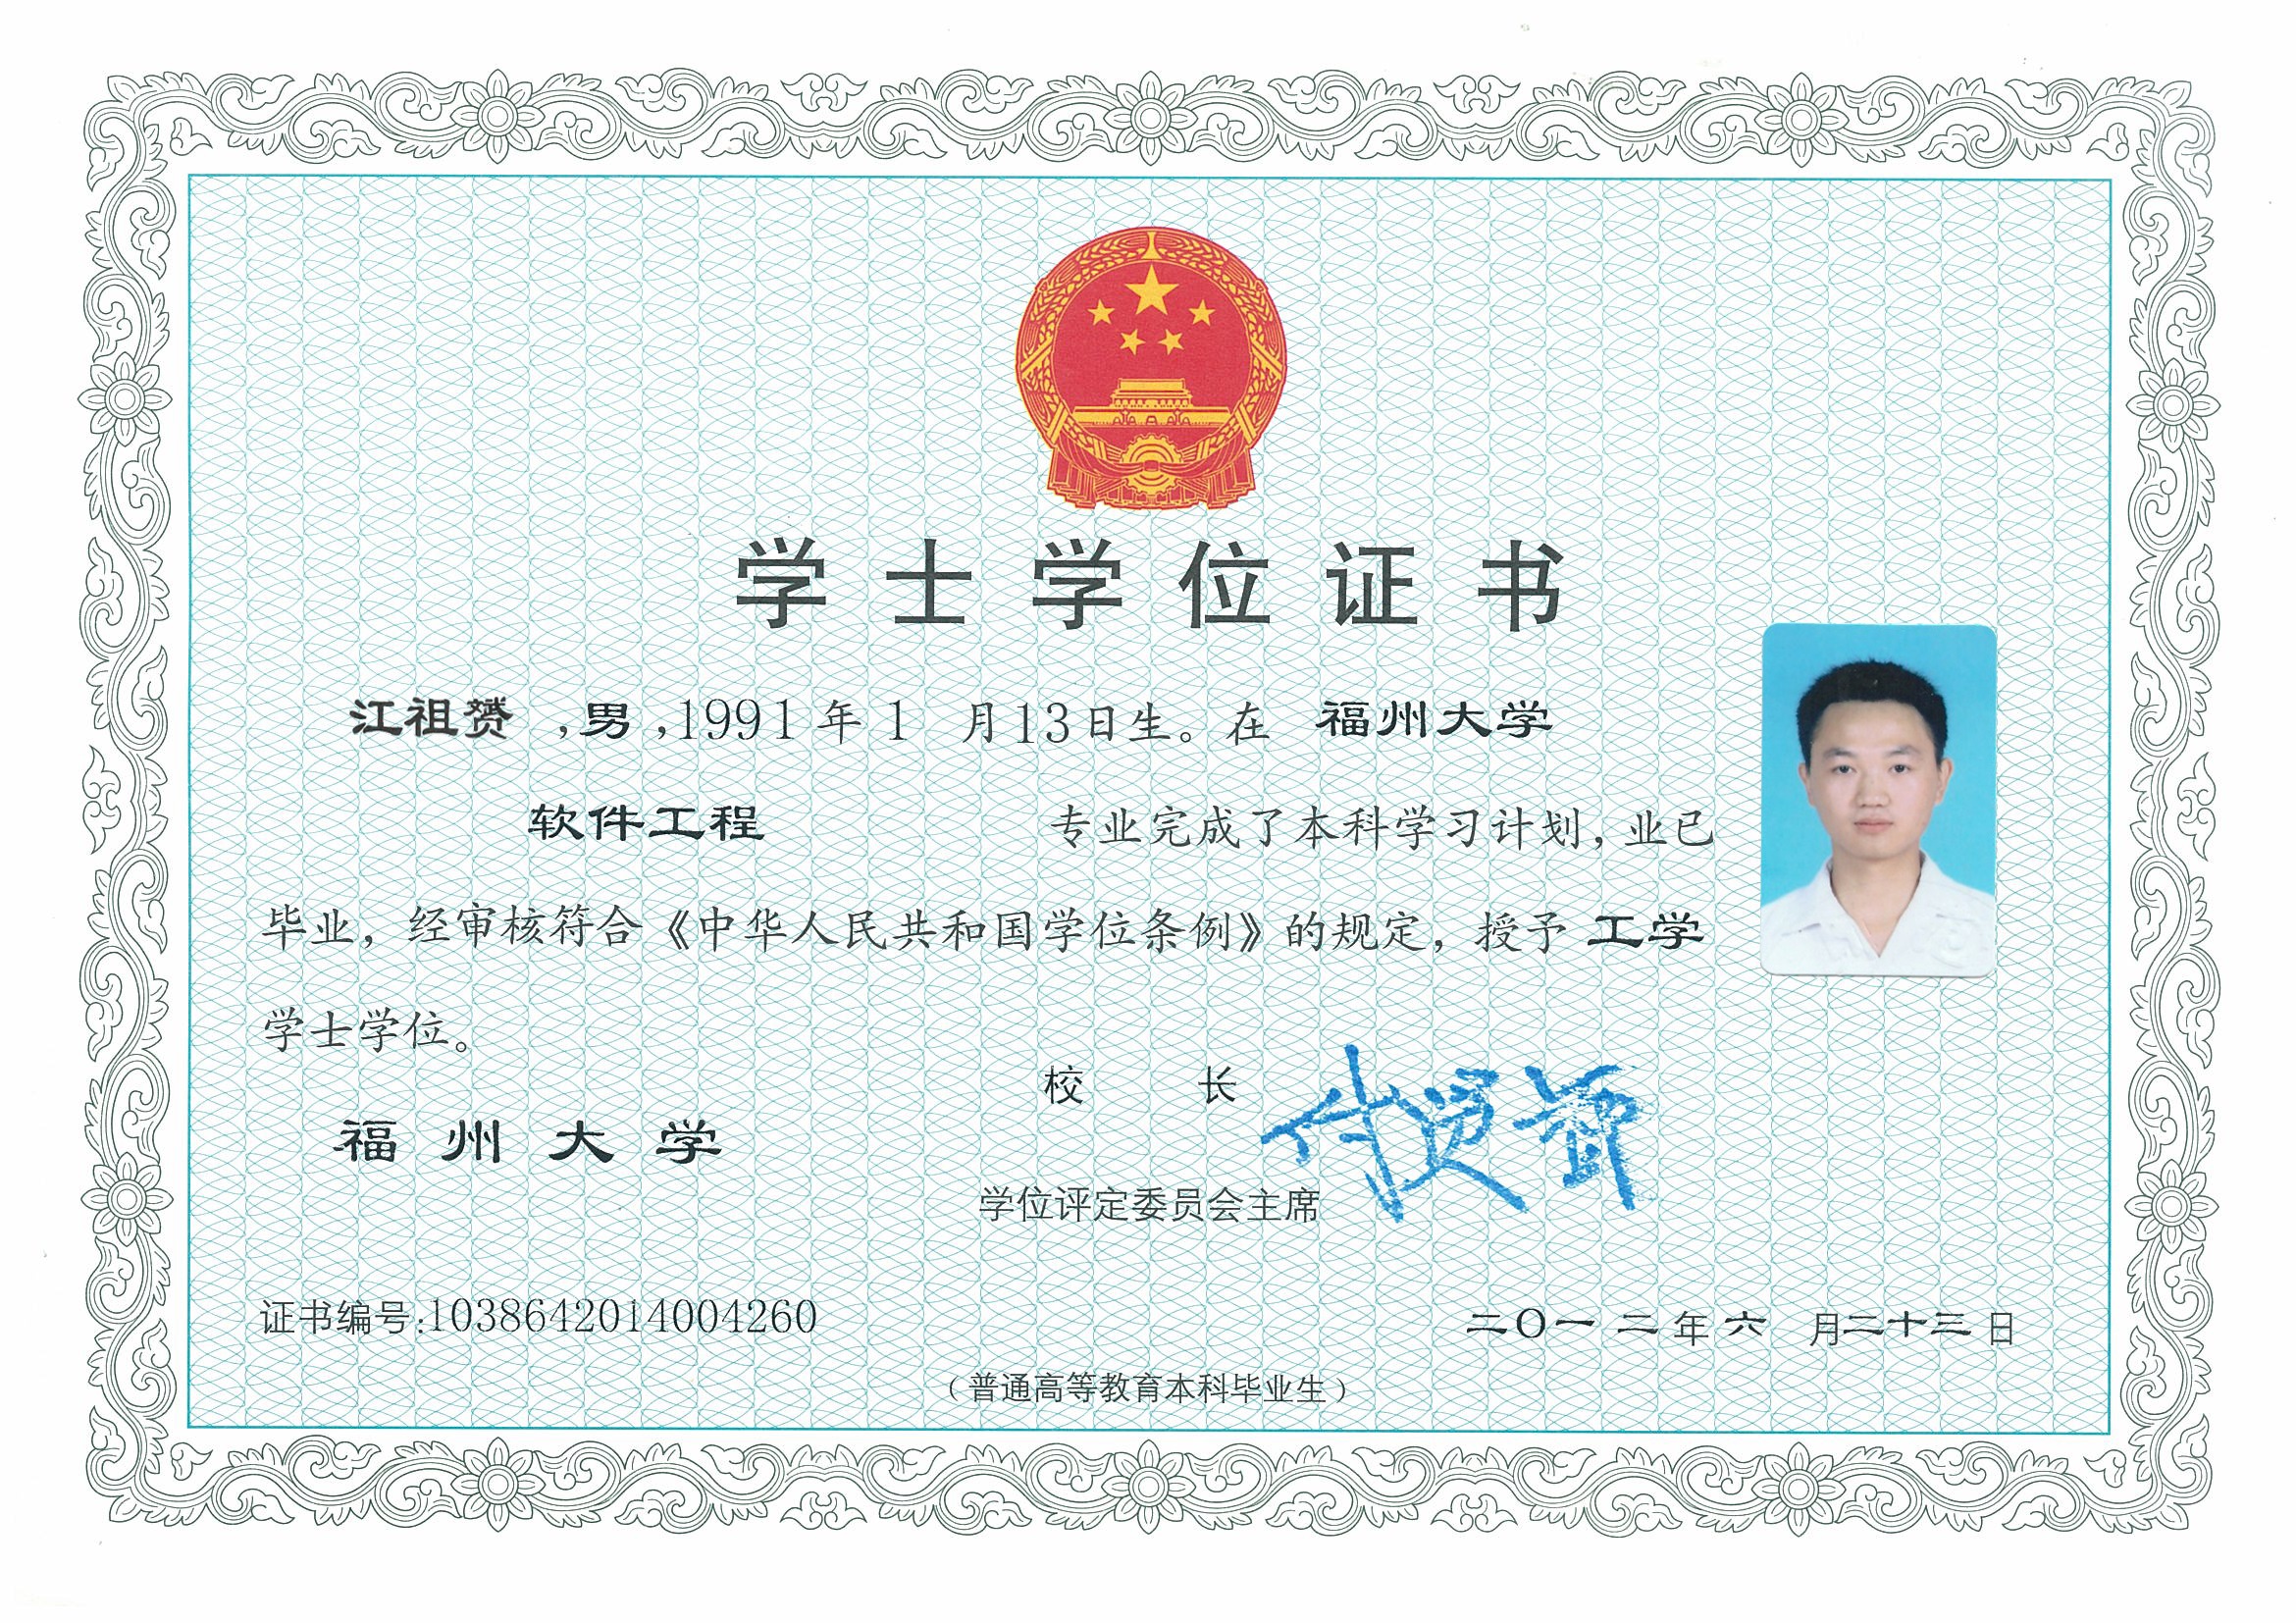 学士学位证书
江祖赟 ,男,1991年1 月13日生。在 福州大学
软件工程 专业完成了本科学习计划，业已
毕业，经审核符合《中华人民共和国学位条例》的规定，授予 工学
学士学位。
校 长
福州大学
学位评定委员会主席
证书编号:1038642014004260
二〇一二年六 月二十三日
（普通高等教育本科毕业生）